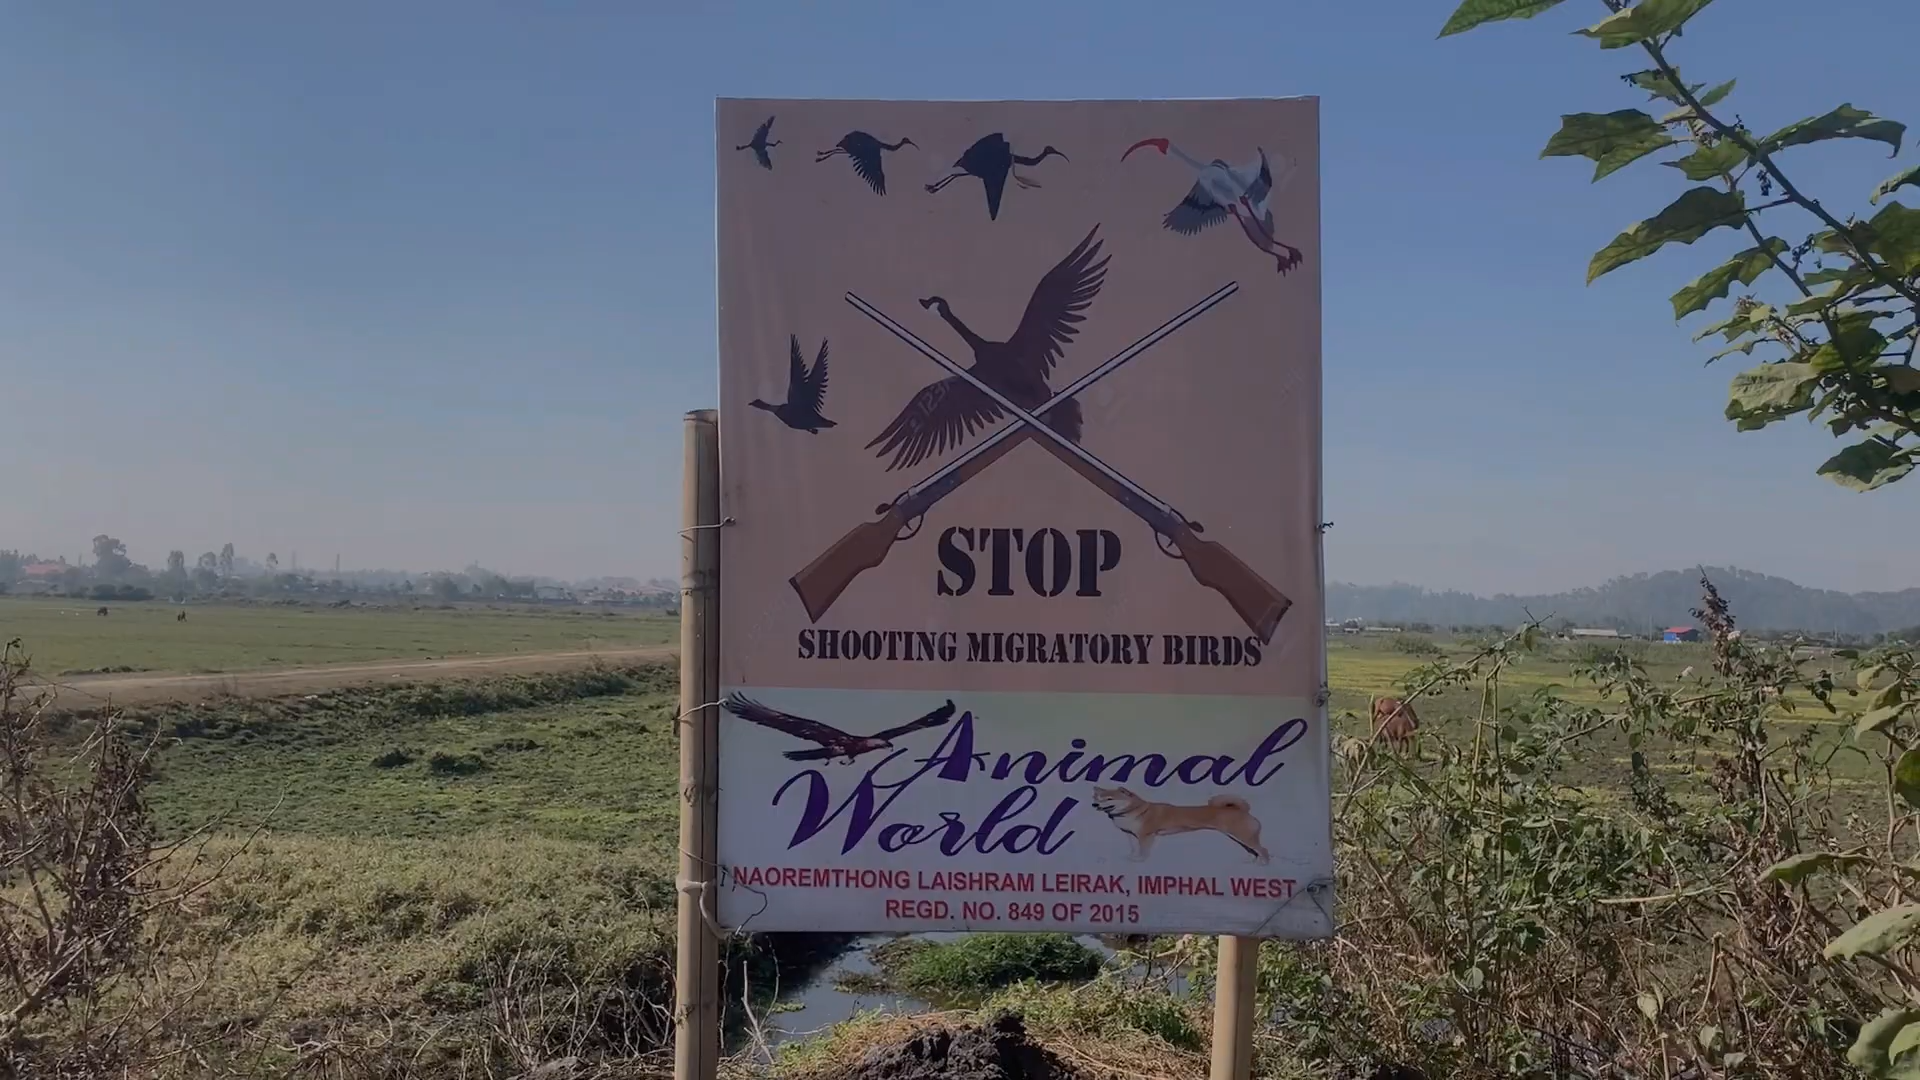 STOP
SHOOTING MIGRATORY BIRDS
Animal
World
NAOREMTHONG LAISHRAM LEIRAK, IMPHAL WEST
REGD. NO. 849 OF 2015